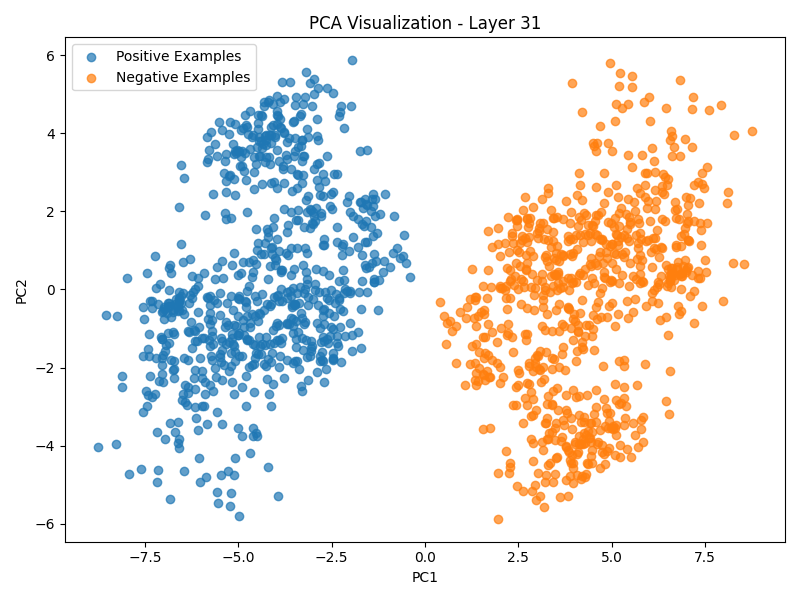 PCA Visualization - Layer 31
Positive Examples
Negative Examples
6
4
2
0
−2
−4
−6
PC2
−7.5
−5.0
−2.5
0.0
2.5
5.0
7.5
PC1